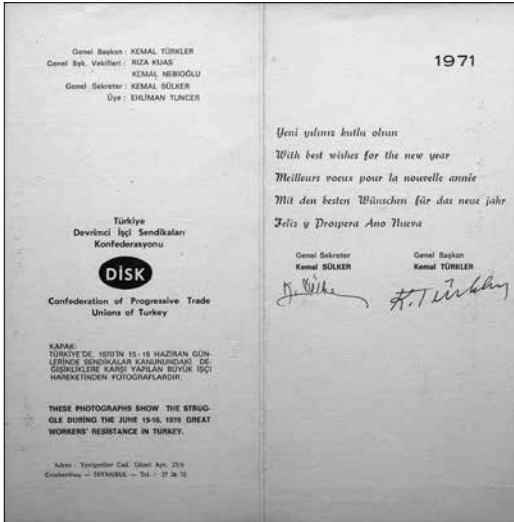 Genel Başkan : KEMAL TÜRKLER
Genel Bşk. Vekilleri : RIZA KUAS
KEMAL NEBİOĞLU
Genel Sekreter : KEMAL SÜLKER
Üye : EHLİMAN TUNCER
Türkiye
Devrimci İşçi Sendikaları
Konfederasyonu
DİSK
Confederation of Progressive Trade
Unions of Turkey
KAPAK:
TÜRKİYE'DE, 1970'İN 15 - 16 HAZİRAN GÜN-
LERİNDE SENDİKALAR KANUNUNDAKİ DE-
ĞİŞİKLİKLERE KARŞI YAPILAN BÜYÜK İŞÇİ
HAREKETİNDEN FOTOĞRAFLARDIR.
THESE PHOTOGRAPHS SHOW THE STRUG-
GLE DURING THE JUNE 15-16, 1970 GREAT
WORKERS' RESISTANCE IN TURKEY.
Adres : Yeniçeriler Cad. Güneş Apt. 25/6
Çemberlitaş — İSTANBUL — Tel. : 27 26 72
1971
Yeni yılınız kutlu olsun
With best wishes for the new year
Meilleurs voeux pour la nouvelle année
Mit den besten Wünschen für das neue jahr
Feliz y Prospera Ano Nueva
Genel Sekreter
Kemal SÜLKER
Genel Başkan
Kemal TÜRKLER
K. Sülker
K. Türkler